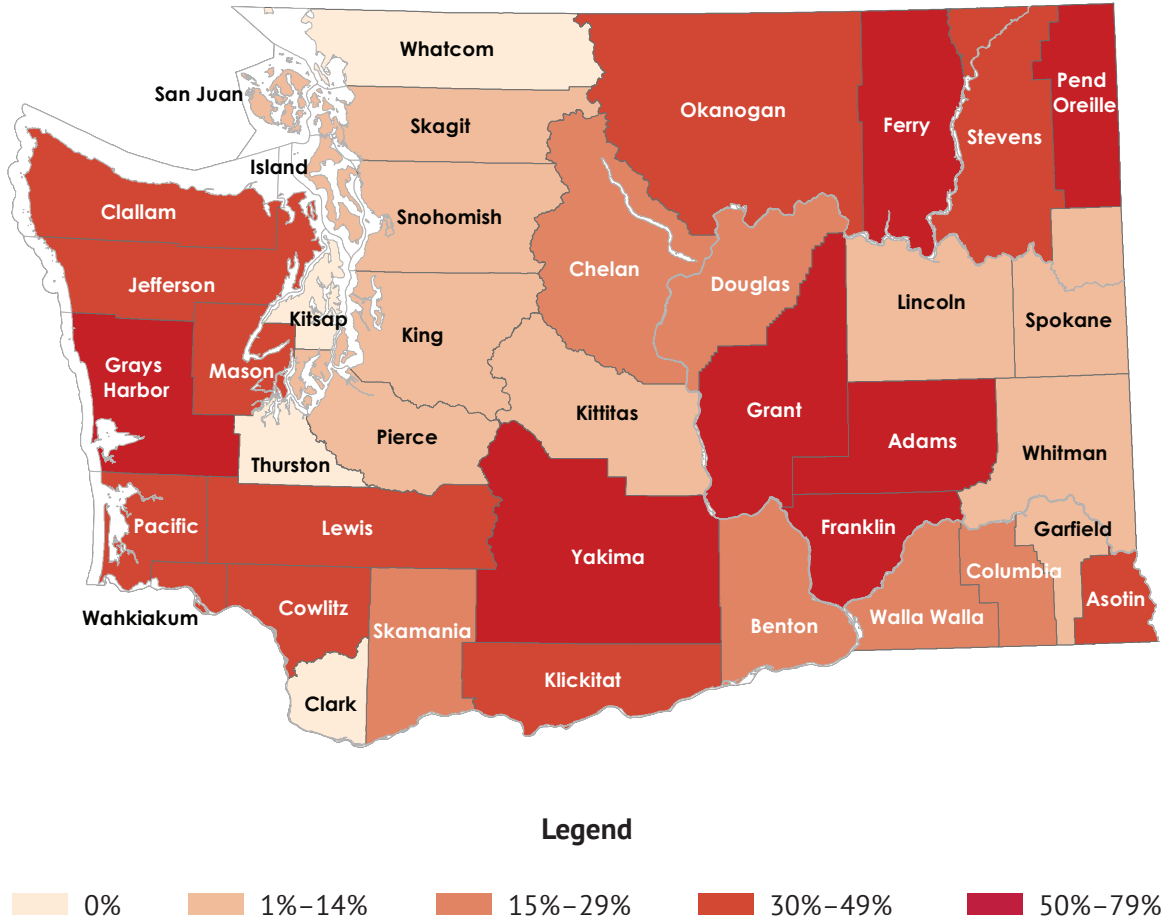 Whatcom
San Juan
Skagit
Okanogan
Ferry
Stevens
Pend
Oreille
Island
Clallam
Snohomish
Chelan
Douglas
Jefferson
Kitsap
King
Lincoln
Spokane
Grays
Harbor
Mason
Kittitas
Grant
Pierce
Adams
Thurston
Whitman
Pacific
Lewis
Yakima
Franklin
Garfield
Columbia
Wahkiakum
Cowlitz
Skamania
Benton
Walla Walla
Asotin
Klickitat
Clark
Legend
0%
1%–14%
15%–29%
30%–49%
50%–79%